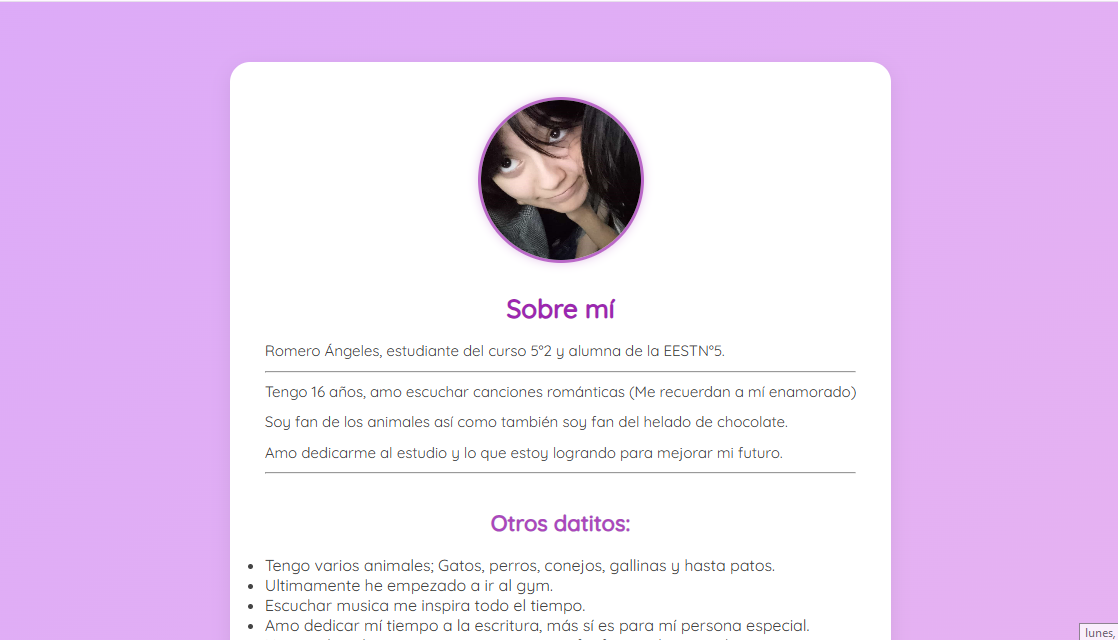 Sobre mí
Romero Ángeles, estudiante del curso 5°2 y alumna de la EESTN°5.
Tengo 16 años, amo escuchar canciones románticas (Me recuerdan a mí enamorado)
Soy fan de los animales así como también soy fan del helado de chocolate.
Amo dedicarme al estudio y lo que estoy logrando para mejorar mi futuro.
Otros datitos:
Tengo varios animales; Gatos, perros, conejos, gallinas y hasta patos.
Ultimamente he empezado a ir al gym.
Escuchar musica me inspira todo el tiempo.
Amo dedicar mí tiempo a la escritura, más sí es para mí persona especial.
lunes,